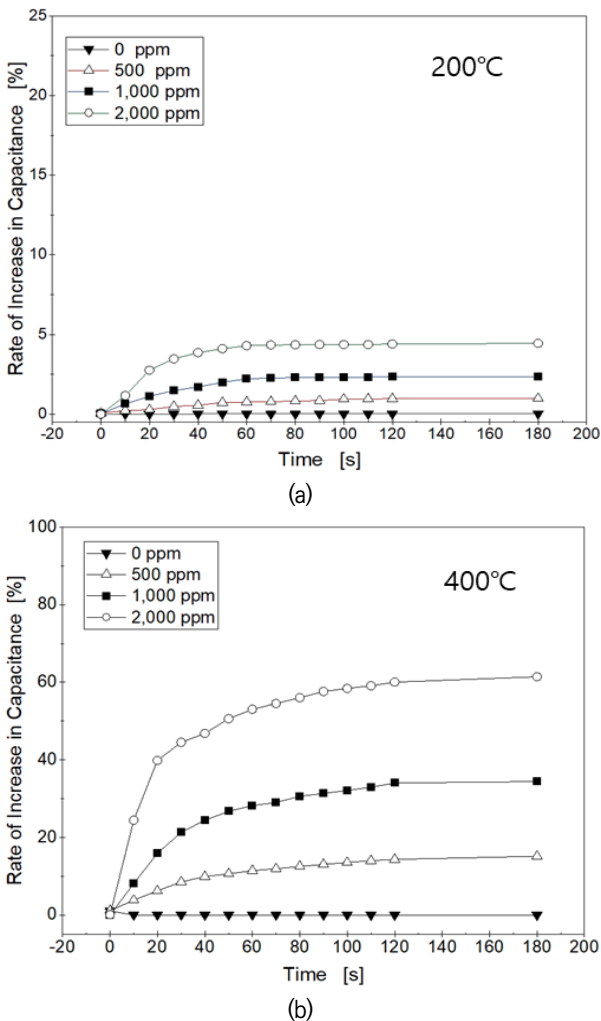 25
20
15
10
5
0
Rate of Increase in Capacitance [%]
0 ppm
500 ppm
1,000 ppm
2,000 ppm
200℃
-20 0 20 40 60 80 100 120 140 160 180 200
Time [s]
(a)
100
80
60
40
20
0
Rate of Increase in Capacitance [%]
0 ppm
500 ppm
1,000 ppm
2,000 ppm
400℃
-20 0 20 40 60 80 100 120 140 160 180 200
Time [s]
(b)